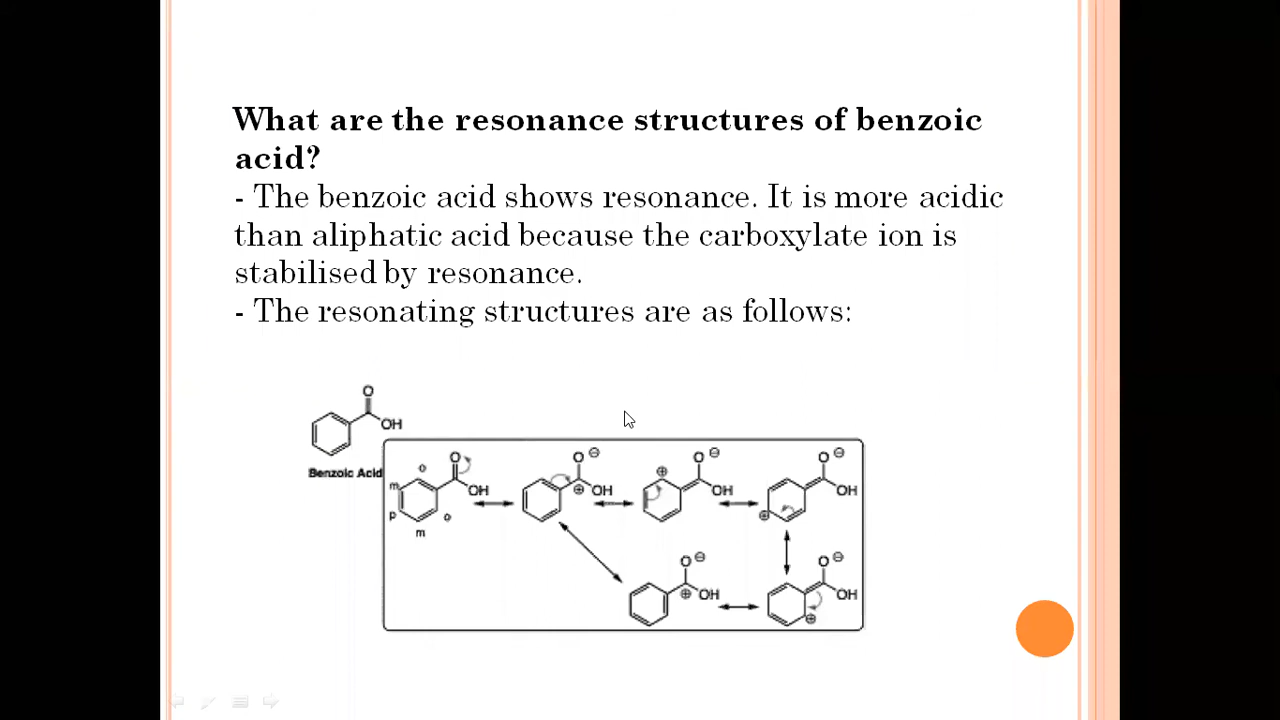 What are the resonance structures of benzoic
acid?
- The benzoic acid shows resonance. It is more acidic
than aliphatic acid because the carboxylate ion is
stabilised by resonance.
- The resonating structures are as follows:
O
OH
Benzoic Acid
O
OH
o
m
p
o
m
O ⊖
⊕ OH
O ⊖
⊕
OH
O ⊖
OH
⊕
O ⊖
⊕ OH
O ⊖
OH
⊕